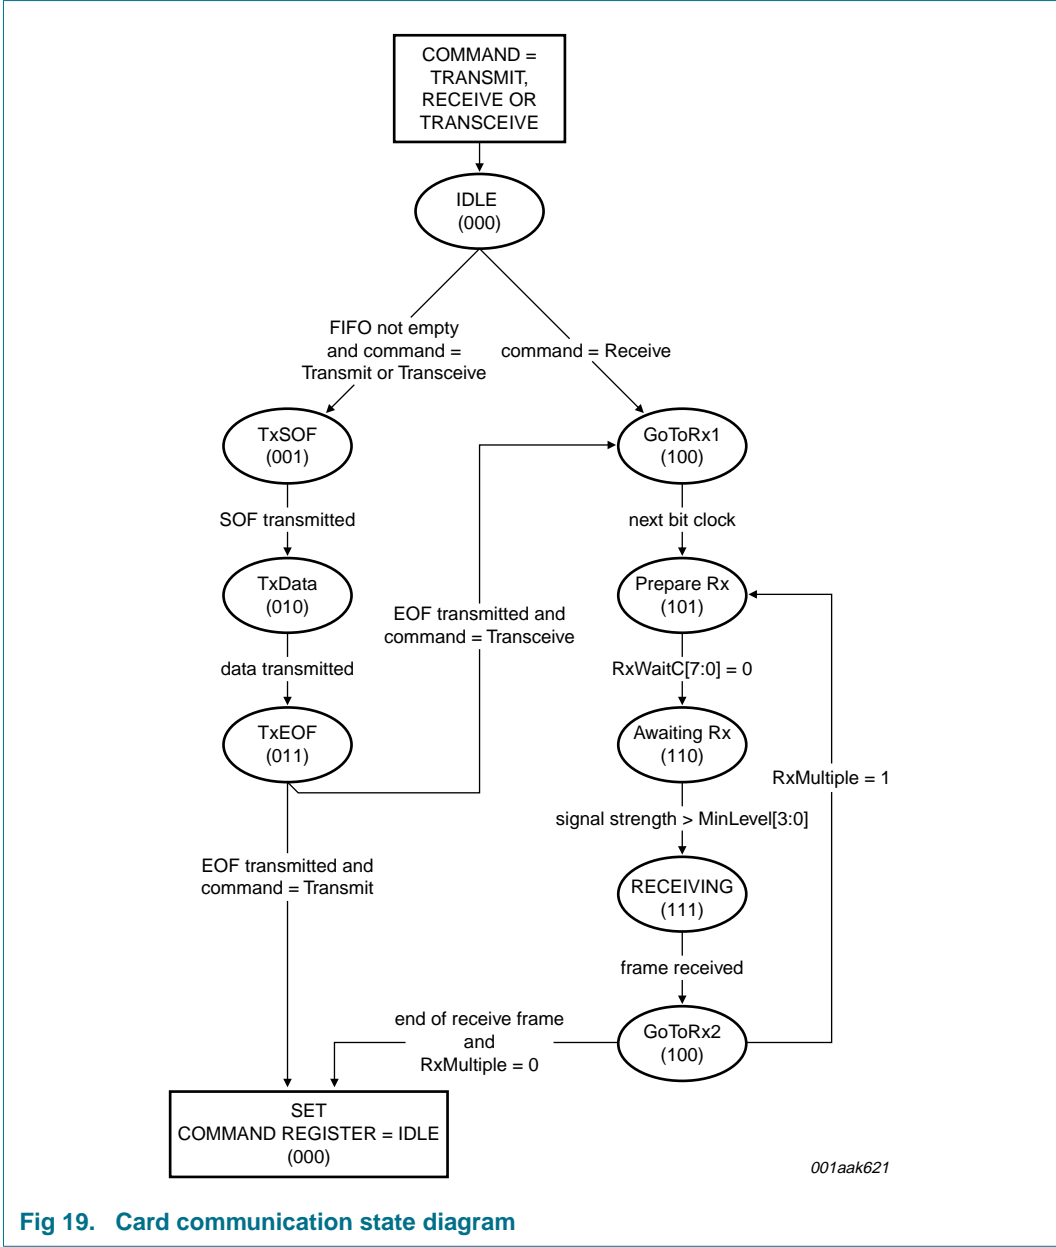 COMMAND =
TRANSMIT,
RECEIVE OR
TRANSCEIVE
IDLE
(000)
FIFO not empty
and command =
Transmit or Transceive
command = Receive
TxSOF
(001)
GoToRx1
(100)
SOF transmitted
next bit clock
TxData
(010)
EOF transmitted and
command = Transceive
Prepare Rx
(101)
data transmitted
RxWaitC[7:0] = 0
TxEOF
(011)
Awaiting Rx
(110)
RxMultiple = 1
signal strength > MinLevel[3:0]
EOF transmitted and
command = Transmit
RECEIVING
(111)
frame received
end of receive frame
and
RxMultiple = 0
GoToRx2
(100)
SET
COMMAND REGISTER = IDLE
(000)
001aak621
Fig 19. Card communication state diagram